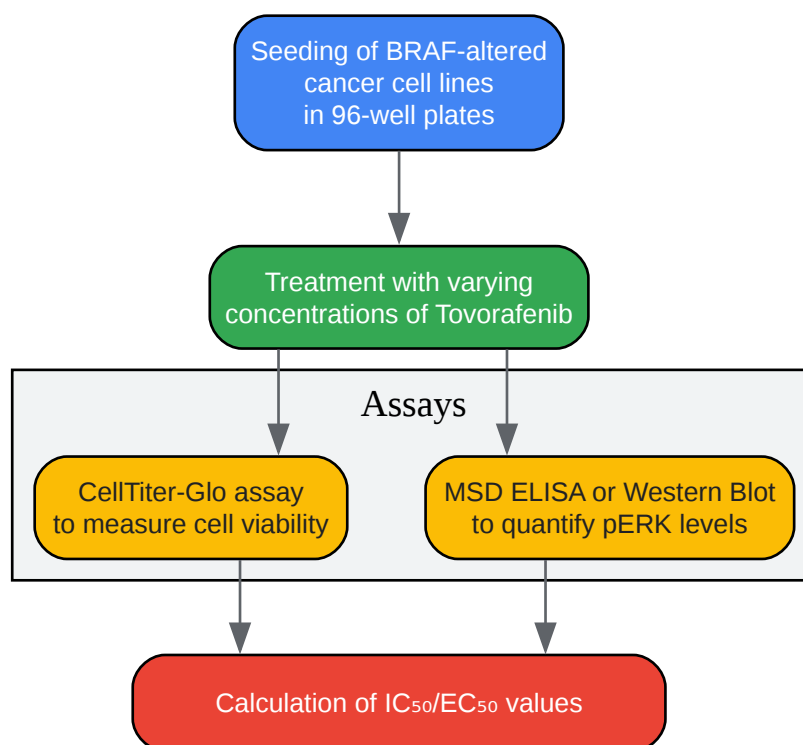 Seeding of BRAF-altered
cancer cell lines
in 96-well plates
Treatment with varying
concentrations of Tovorafenib
Assays
CellTiter-Glo assay
to measure cell viability
MSD ELISA or Western Blot
to quantify pERK levels
Calculation of IC₅₀/EC₅₀ values